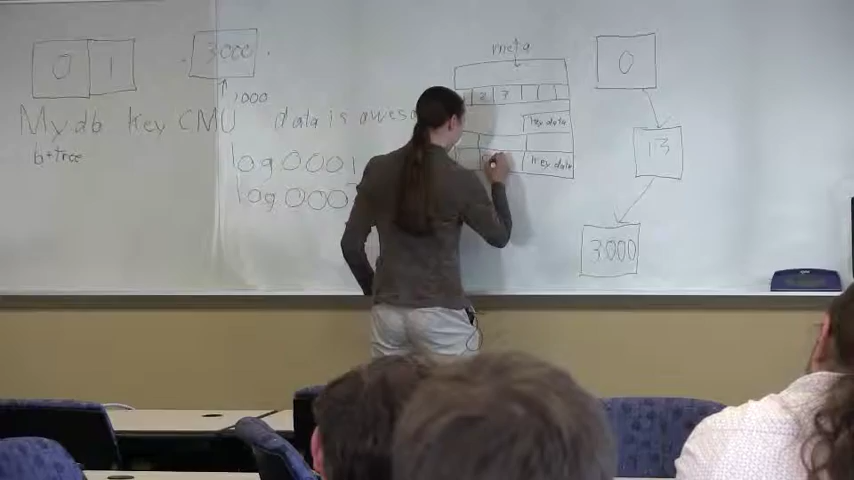 0 1
3000
1000
Mydb key CMU data is awes
b+tree
log 0001
log 000
meta
2 7
key data
key data
0
13
3000